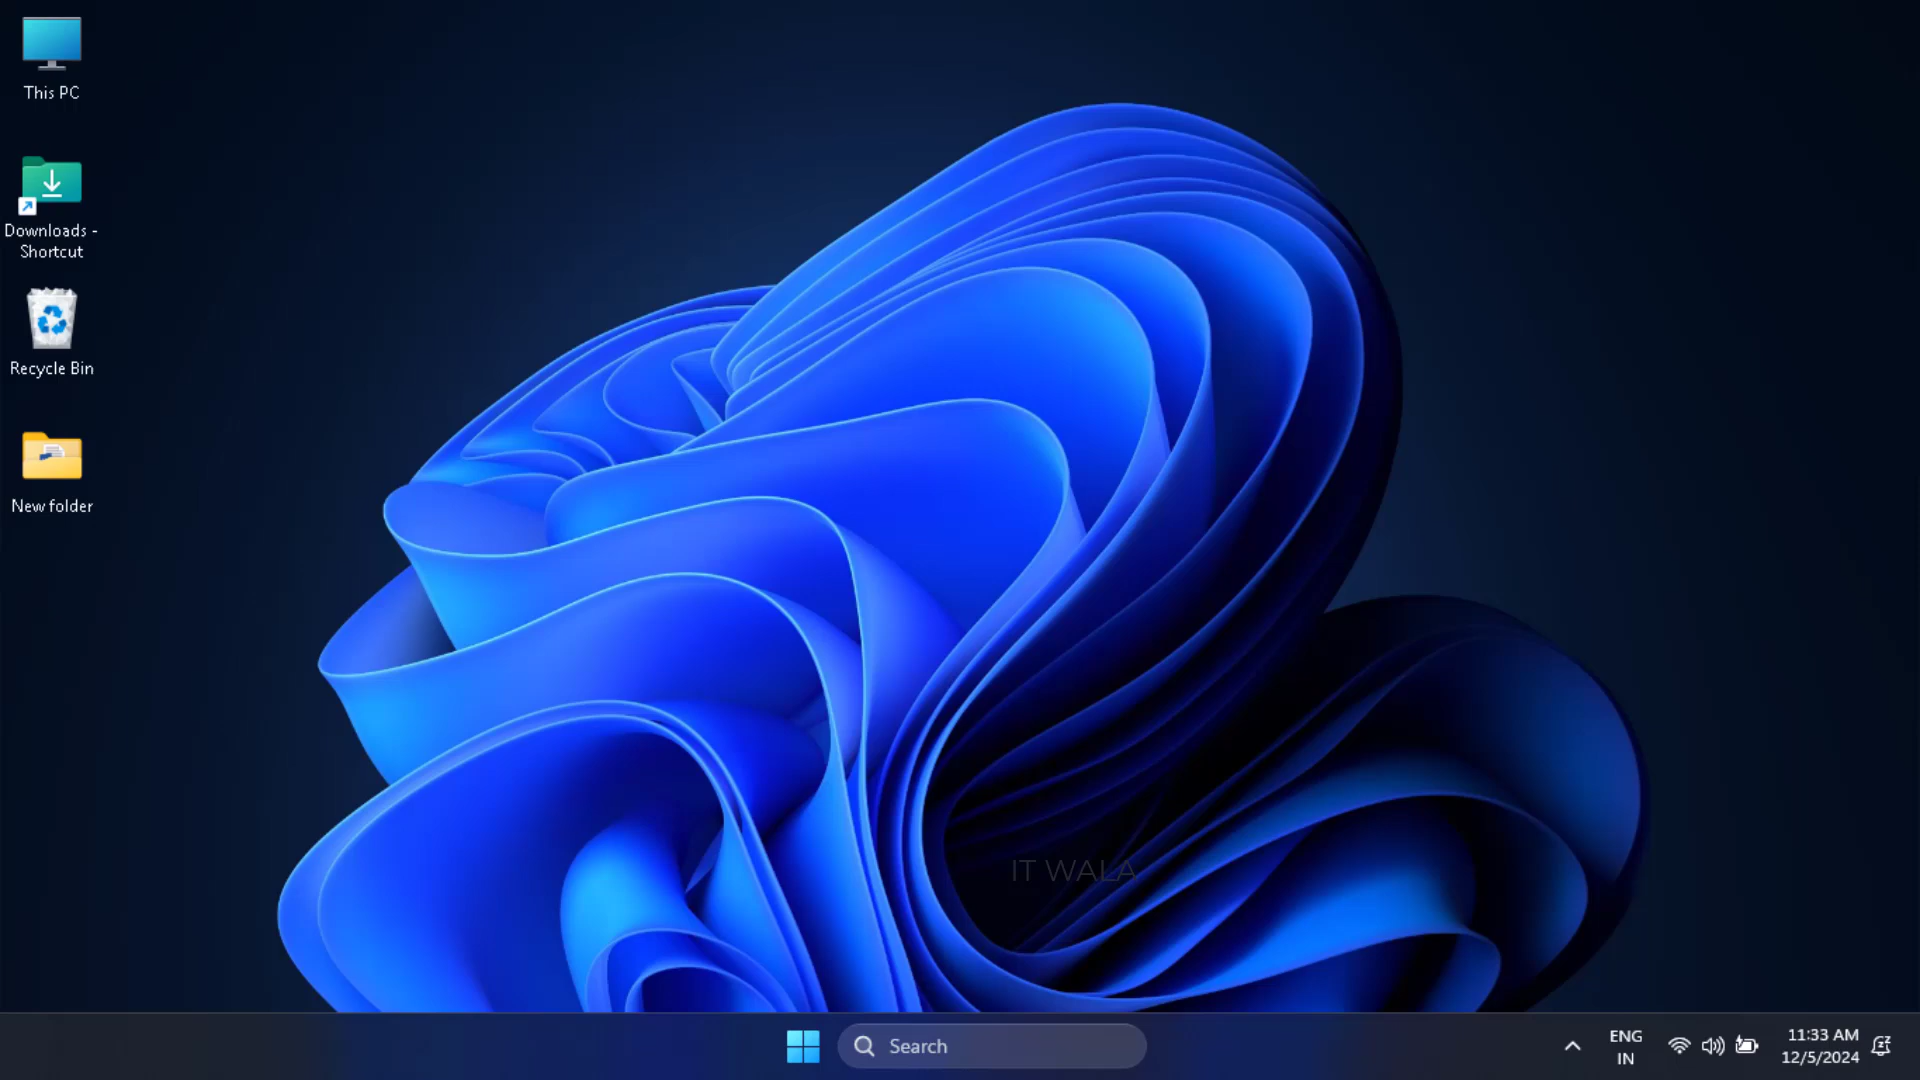 This PC
Downloads -
Shortcut
Recycle Bin
New folder
IT WALA
Search
ENG
IN
11:33 AM
12/5/2024